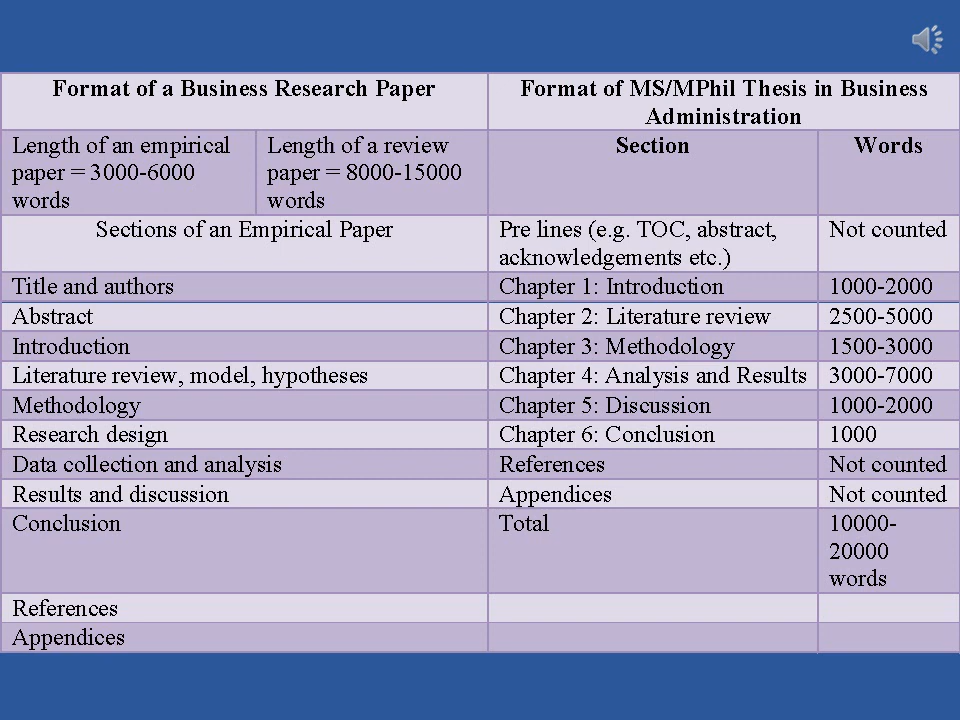 Format of a Business Research Paper
Format of MS/MPhil Thesis in Business
Administration
Length of an empirical
paper = 3000-6000
words
Length of a review
paper = 8000-15000
words
Section
Words
Sections of an Empirical Paper
Pre lines (e.g. TOC, abstract,
acknowledgements etc.)
Not counted
Title and authors
Chapter 1: Introduction
1000-2000
Abstract
Chapter 2: Literature review
2500-5000
Introduction
Chapter 3: Methodology
1500-3000
Literature review, model, hypotheses
Chapter 4: Analysis and Results
3000-7000
Methodology
Chapter 5: Discussion
1000-2000
Research design
Chapter 6: Conclusion
1000
Data collection and analysis
References
Not counted
Results and discussion
Appendices
Not counted
Conclusion
Total
10000-
20000
words
References
Appendices